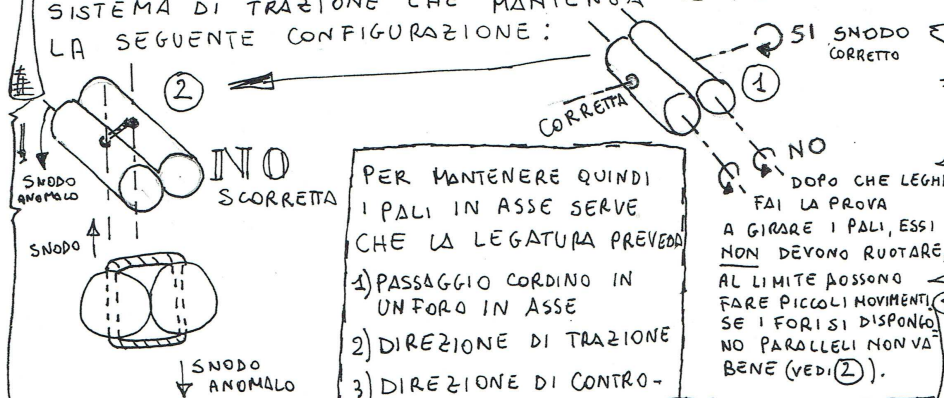 SISTEMA DI TRAZIONE CHE MANTENGA
LA SEGUENTE CONFIGURAZIONE:
2
SNODO
ANOMALO
NO
SCORRETTA
SNODO
SNODO
ANOMALO
SI SNODO
CORRETTO
1
CORRETTA
NO
PER MANTENERE QUINDI
I PALI IN ASSE SERVE
CHE LA LEGATURA PREVEDA
1) PASSAGGIO CORDINO IN
UN FORO IN ASSE
2) DIREZIONE DI TRAZIONE
3) DIREZIONE DI CONTRO-
DOPO CHE LEGHI
FAI LA PROVA
A GIRARE I PALI, ESSI
NON DEVONO RUOTARE,
AL LIMITE POSSONO
FARE PICCOLI MOVIMENTI.
SE I FORI SI DISPONGO
NO PARALLELI NON VA
BENE (VEDI 2).